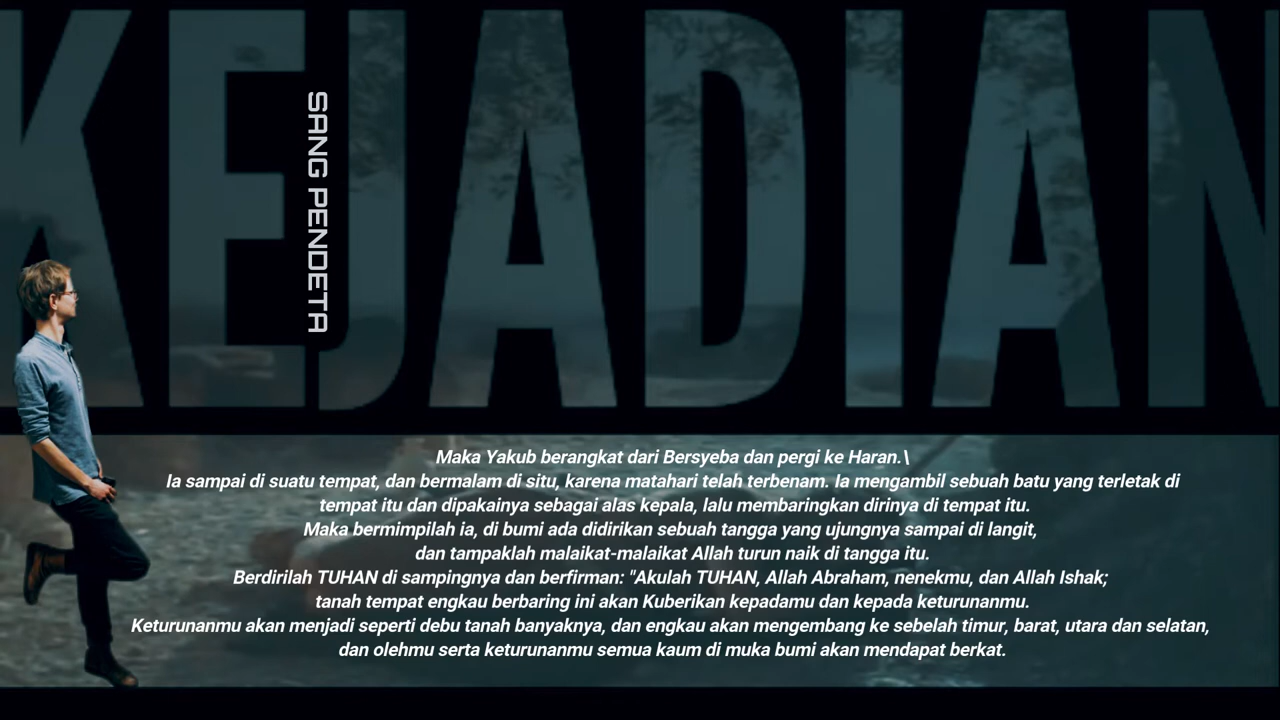 KEJADIAN
SANG PENDETA
Maka Yakub berangkat dari Bersyeba dan pergi ke Haran.\
Ia sampai di suatu tempat, dan bermalam di situ, karena matahari telah terbenam. Ia mengambil sebuah batu yang terletak di
tempat itu dan dipakainya sebagai alas kepala, lalu membaringkan dirinya di tempat itu.
Maka bermimpilah ia, di bumi ada didirikan sebuah tangga yang ujungnya sampai di langit,
dan tampaklah malaikat-malaikat Allah turun naik di tangga itu.
Berdirilah TUHAN di sampingnya dan berfirman: "Akulah TUHAN, Allah Abraham, nenekmu, dan Allah Ishak;
tanah tempat engkau berbaring ini akan Kuberikan kepadamu dan kepada keturunanmu.
Keturunanmu akan menjadi seperti debu tanah banyaknya, dan engkau akan mengembang ke sebelah timur, barat, utara dan selatan,
dan olehmu serta keturunanmu semua kaum di muka bumi akan mendapat berkat.